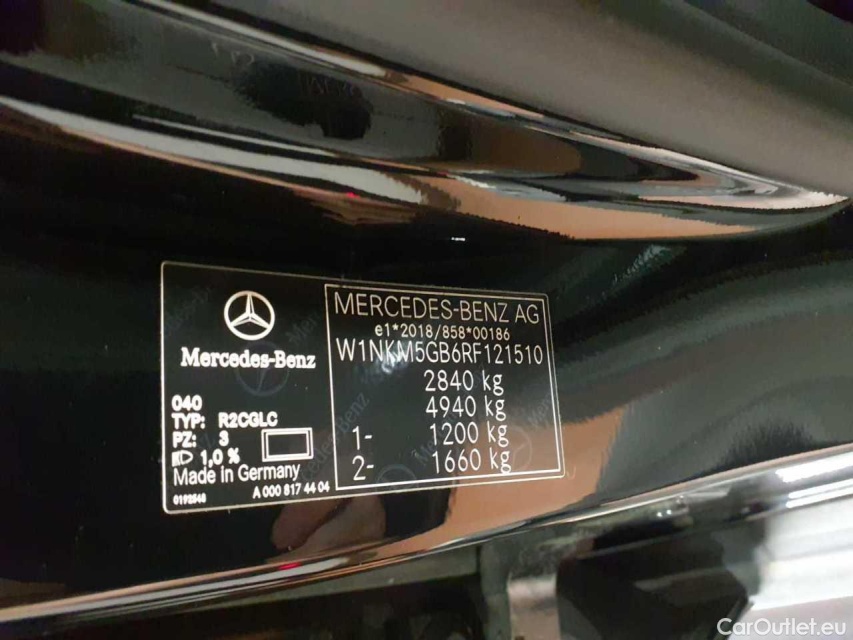 Mercedes-Benz
040
TYP: R2CGLC
PZ: 3
1,0 %
Made in Germany
0192548
A 000 817 44 04
MERCEDES-BENZ AG
e1*2018/858*00186
W1NKM5GB6RF121510
2840 kg
4940 kg
1- 1200 kg
2- 1660 kg
CarOutlet.eu